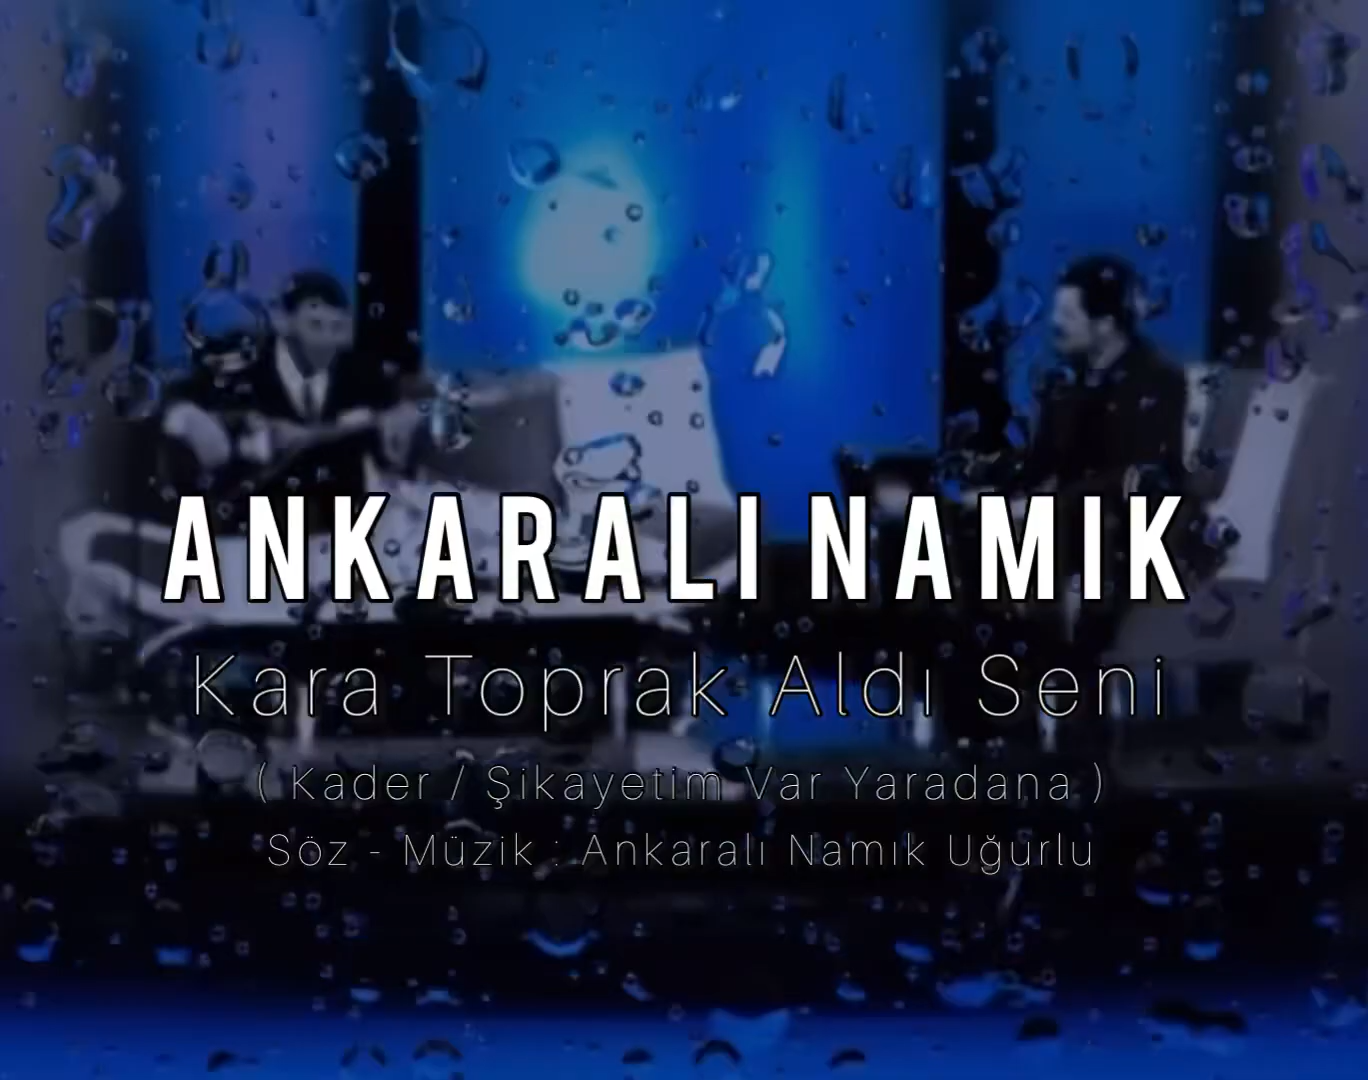 ANKARALI NAMIK
Kara Toprak Aldı Seni
( Kader / Şikayetim Var Yaradana )
Söz - Müzik : Ankaralı Namık Uğurlu